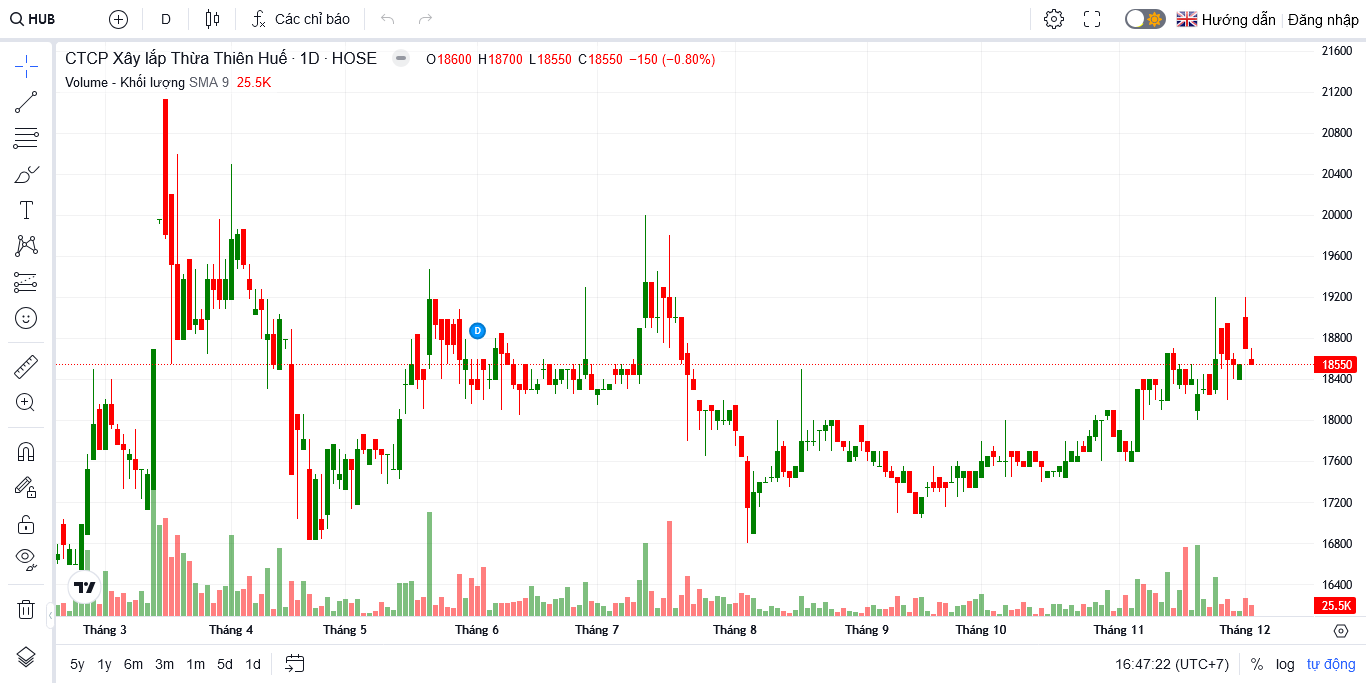 HUB D Các chỉ báo Hướng dẫn Đăng nhập
CTCP Xây lắp Thừa Thiên Huế · 1D · HOSE O18600 H18700 L18550 C18550 −150 (−0.80%)
Volume - Khối lượng SMA 9 25.5K
21600
21200
20800
20400
20000
19600
19200
18800
18550
18400
18000
17600
17200
16800
16400
25.5K
D
Tháng 3 Tháng 4 Tháng 5 Tháng 6 Tháng 7 Tháng 8 Tháng 9 Tháng 10 Tháng 11 Tháng 12
5y 1y 6m 3m 1m 5d 1d 16:47:22 (UTC+7) % log tự động